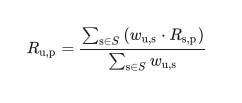 R_{u,p} = \frac{\sum_{s \in S} (w_{u,s} \cdot R_{s,p})}{\sum_{s \in S} w_{u,s}}